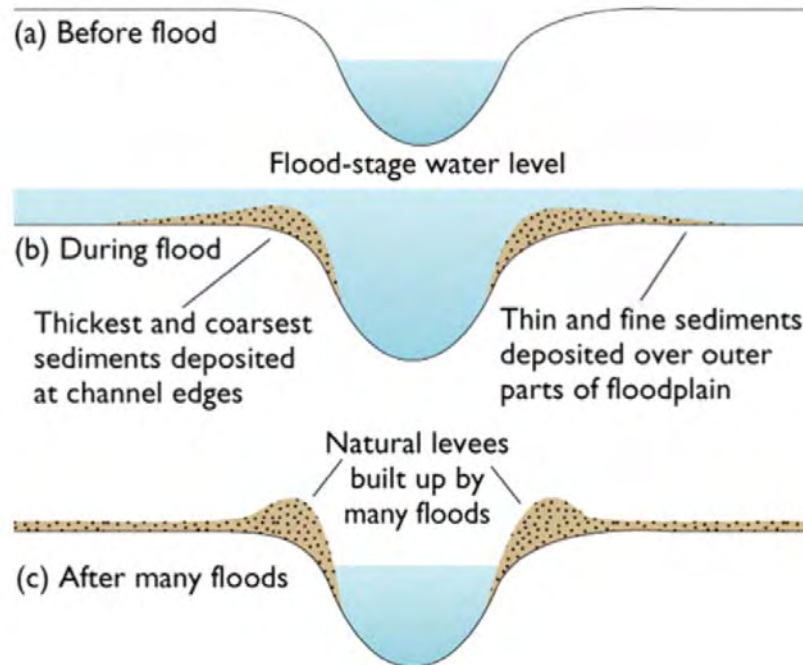 (a) Before flood
Flood-stage water level
(b) During flood
Thickest and coarsest
sediments deposited
at channel edges
Thin and fine sediments
deposited over outer
parts of floodplain
Natural levees
built up by
many floods
(c) After many floods